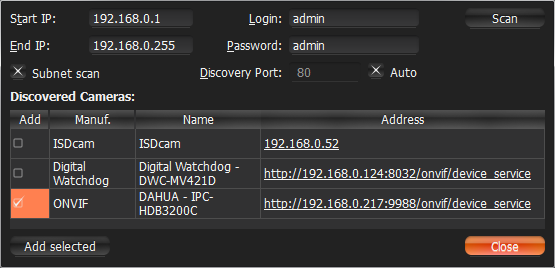 Start IP: 192.168.0.1 Login: admin Scan
End IP: 192.168.0.255 Password: admin
Subnet scan Discovery Port: 80 Auto
Discovered Cameras:
Add Manuf. Name Address
ISDcam ISDcam 192.168.0.52
Digital Watchdog Digital Watchdog - DWC-MV421D http://192.168.0.124:8032/onvif/device_service
ONVIF DAHUA - IPC-HDB3200C http://192.168.0.217:9988/onvif/device_service
Add selected Close